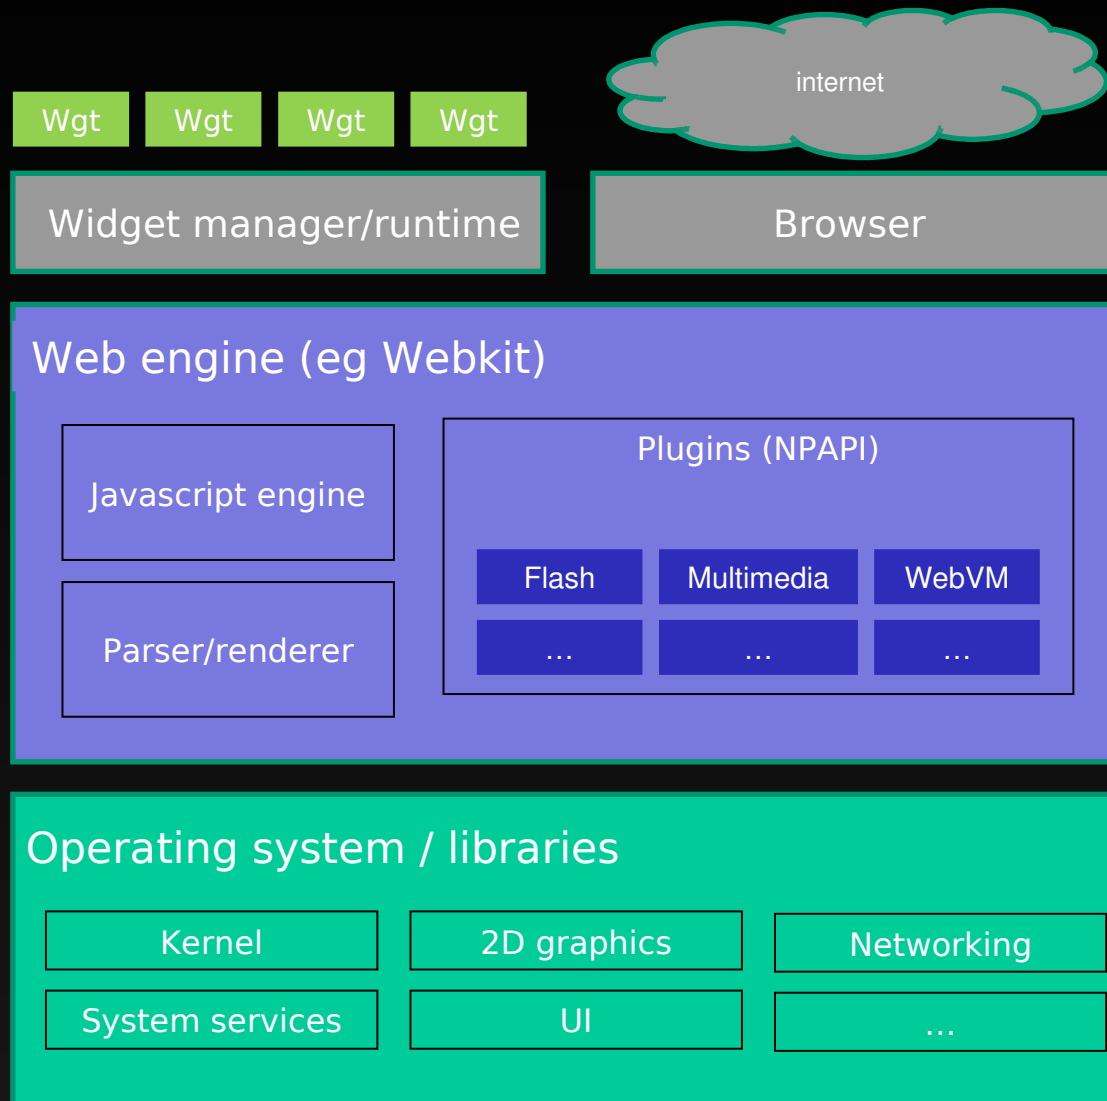 internet
Wgt Wgt Wgt Wgt
Widget manager/runtime
Browser
Web engine (eg Webkit)
Plugins (NPAPI)
Javascript engine
Flash Multimedia WebVM
Parser/renderer
... ... ...
Operating system / libraries
Kernel 2D graphics Networking
System services UI ...